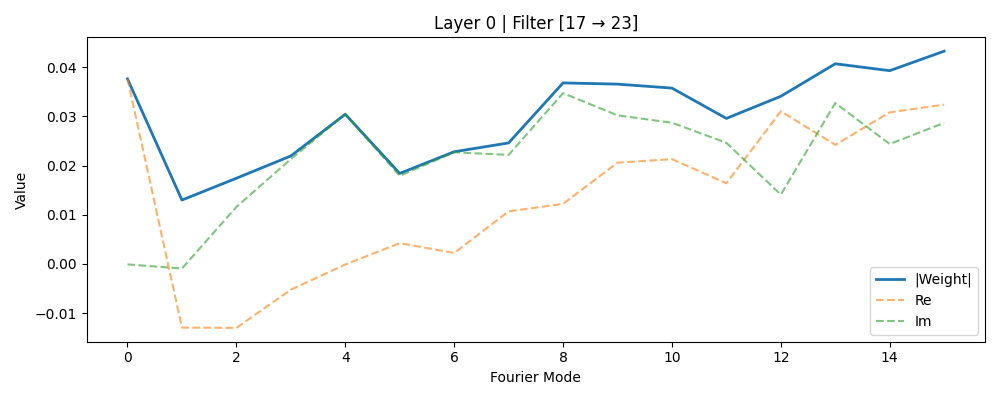 Layer 0 | Filter [17 → 23]
Value
0.04
0.03
0.02
0.01
0.00
−0.01
|Weight|
Re
Im
0 2 4 6 8 10 12 14
Fourier Mode